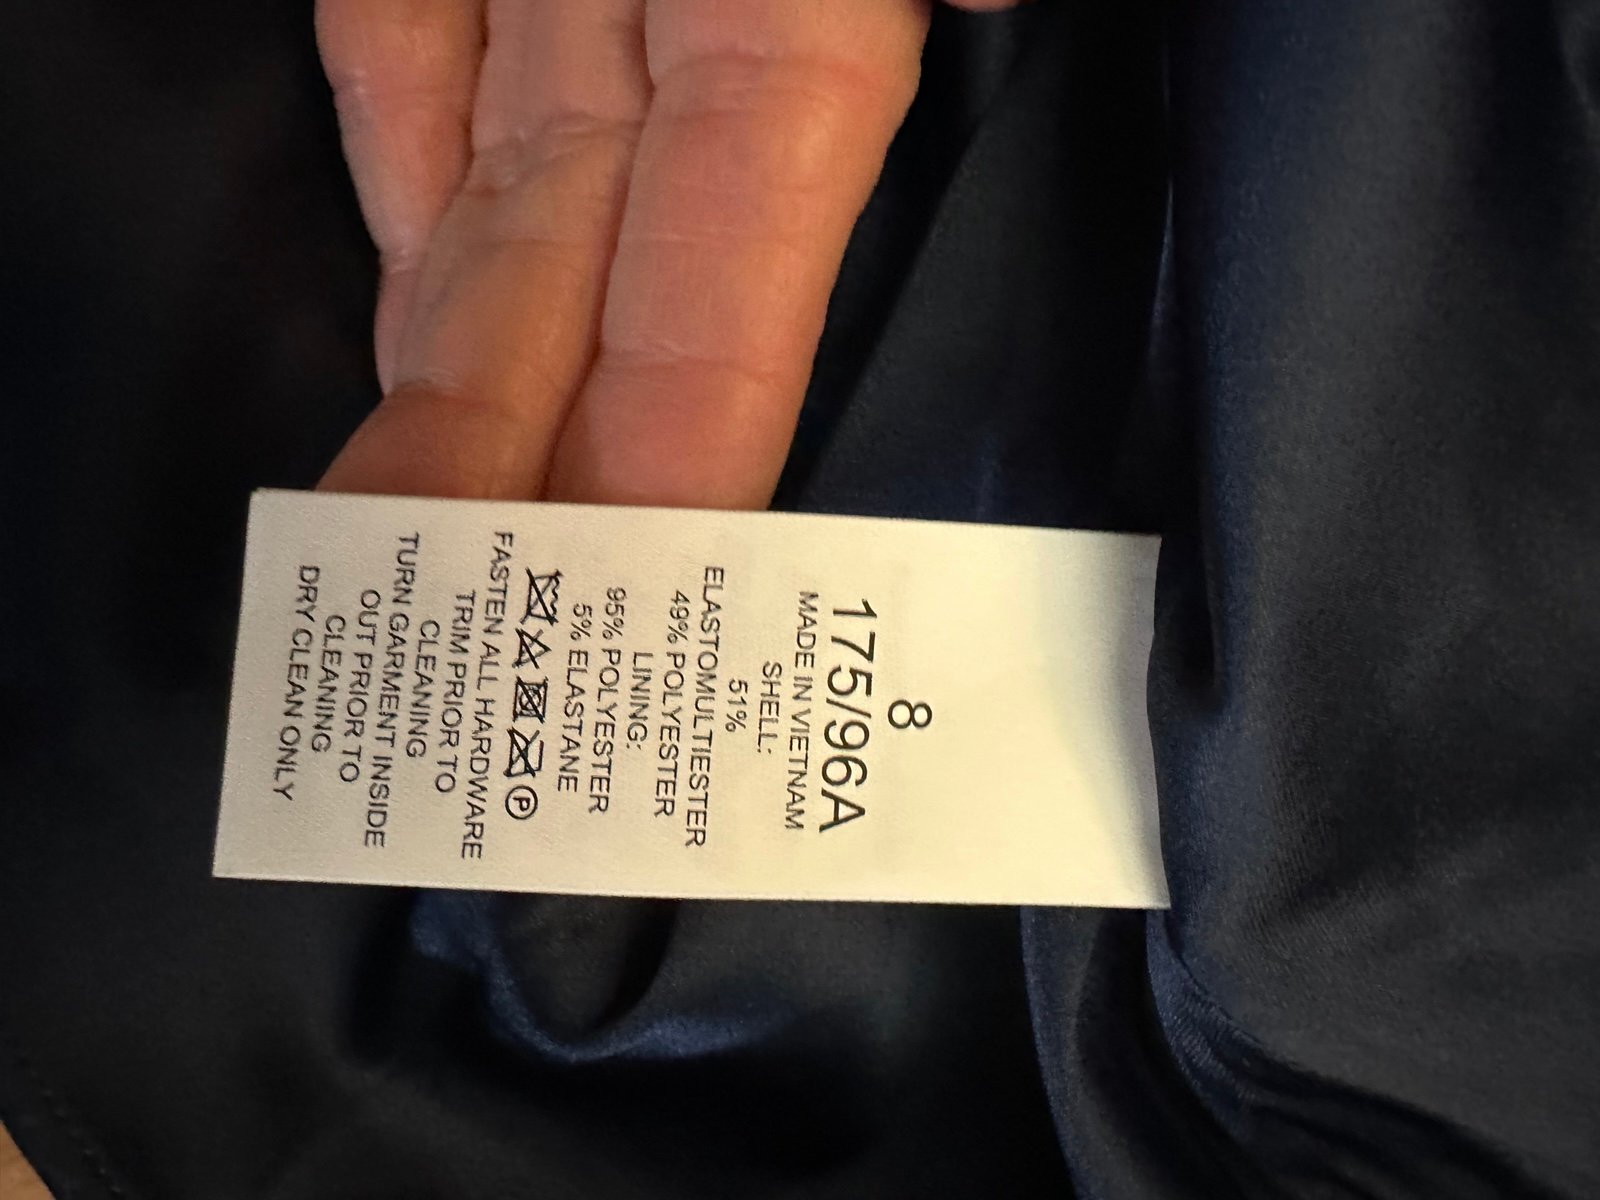 8
175/96A
MADE IN VIETNAM
SHELL:
51%
ELASTOMULTIESTER
49% POLYESTER
LINING:
95% POLYESTER
5% ELASTANE
P
FASTEN ALL HARDWARE
TRIM PRIOR TO
CLEANING
TURN GARMENT INSIDE
OUT PRIOR TO
CLEANING
DRY CLEAN ONLY